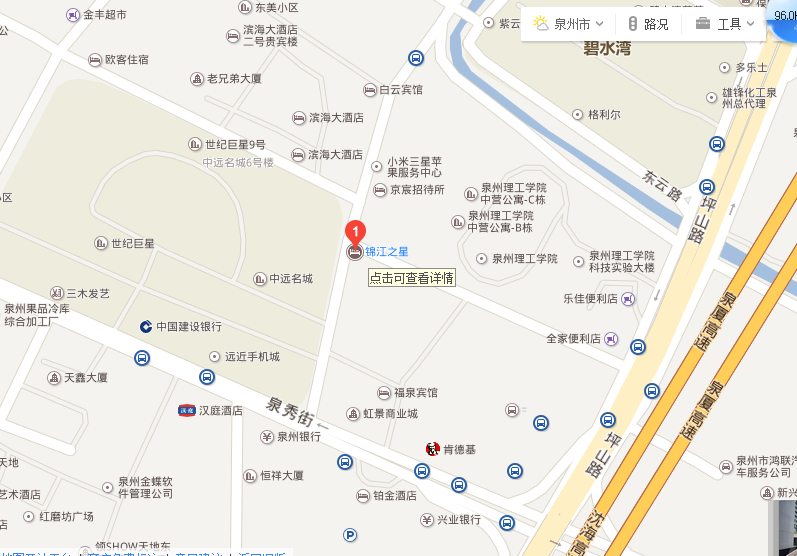 金丰超市
东美小区
滨海大酒店
二号贵宾楼
紫云
泉州市
路况
工具
96.0
碧水湾
欧客住宿
老兄弟大厦
白云宾馆
多乐士
雄锋化工泉
州总代理
格利尔
滨海大酒店
世纪巨星9号
中远名城6号楼
滨海大酒店
小米三星苹
果服务中心
京宸招待所
泉州理工学院
中营公寓-C栋
东云路
坪山路
小区
泉州理工学院
中营公寓-B栋
世纪巨星
1
锦江之星
点击可查看详情
泉州理工学院
泉州理工学院
科技实验大楼
中远名城
三木发艺
泉州果品冷库
综合加工厂
乐佳便利店
泉厦高速
中国建设银行
全家便利店
远近手机城
天鑫大厦
福泉宾馆
泉厦高速
汉庭酒店
泉秀街
虹景商业城
泉州银行
坪山路
肯德基
恒祥大厦
天地
泉州市鸿联汽
车服务公司
泉州金蝶软
件管理公司
艺术酒店
铂金酒店
新兴
红磨坊广场
兴业银行
沈海高
P
领SHOW天地车